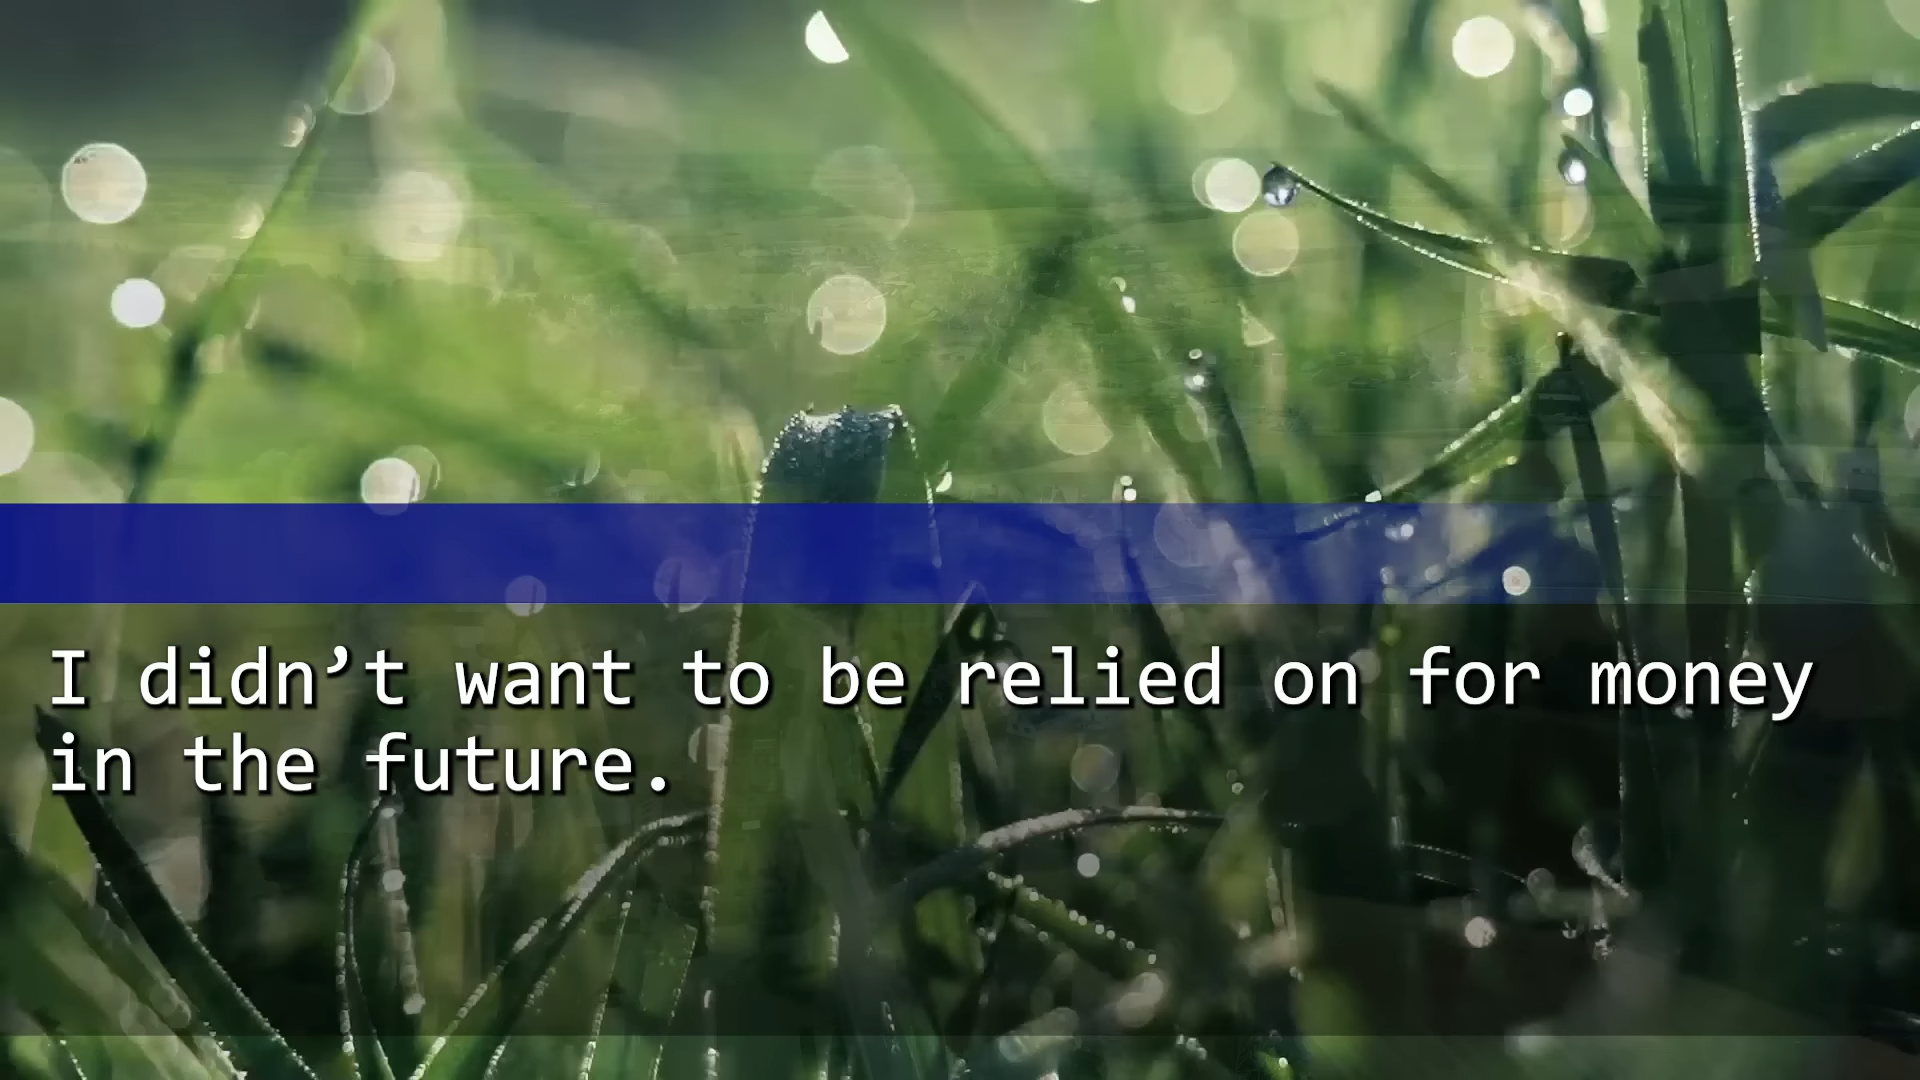 I didn’t want to be relied on for money
in the future.